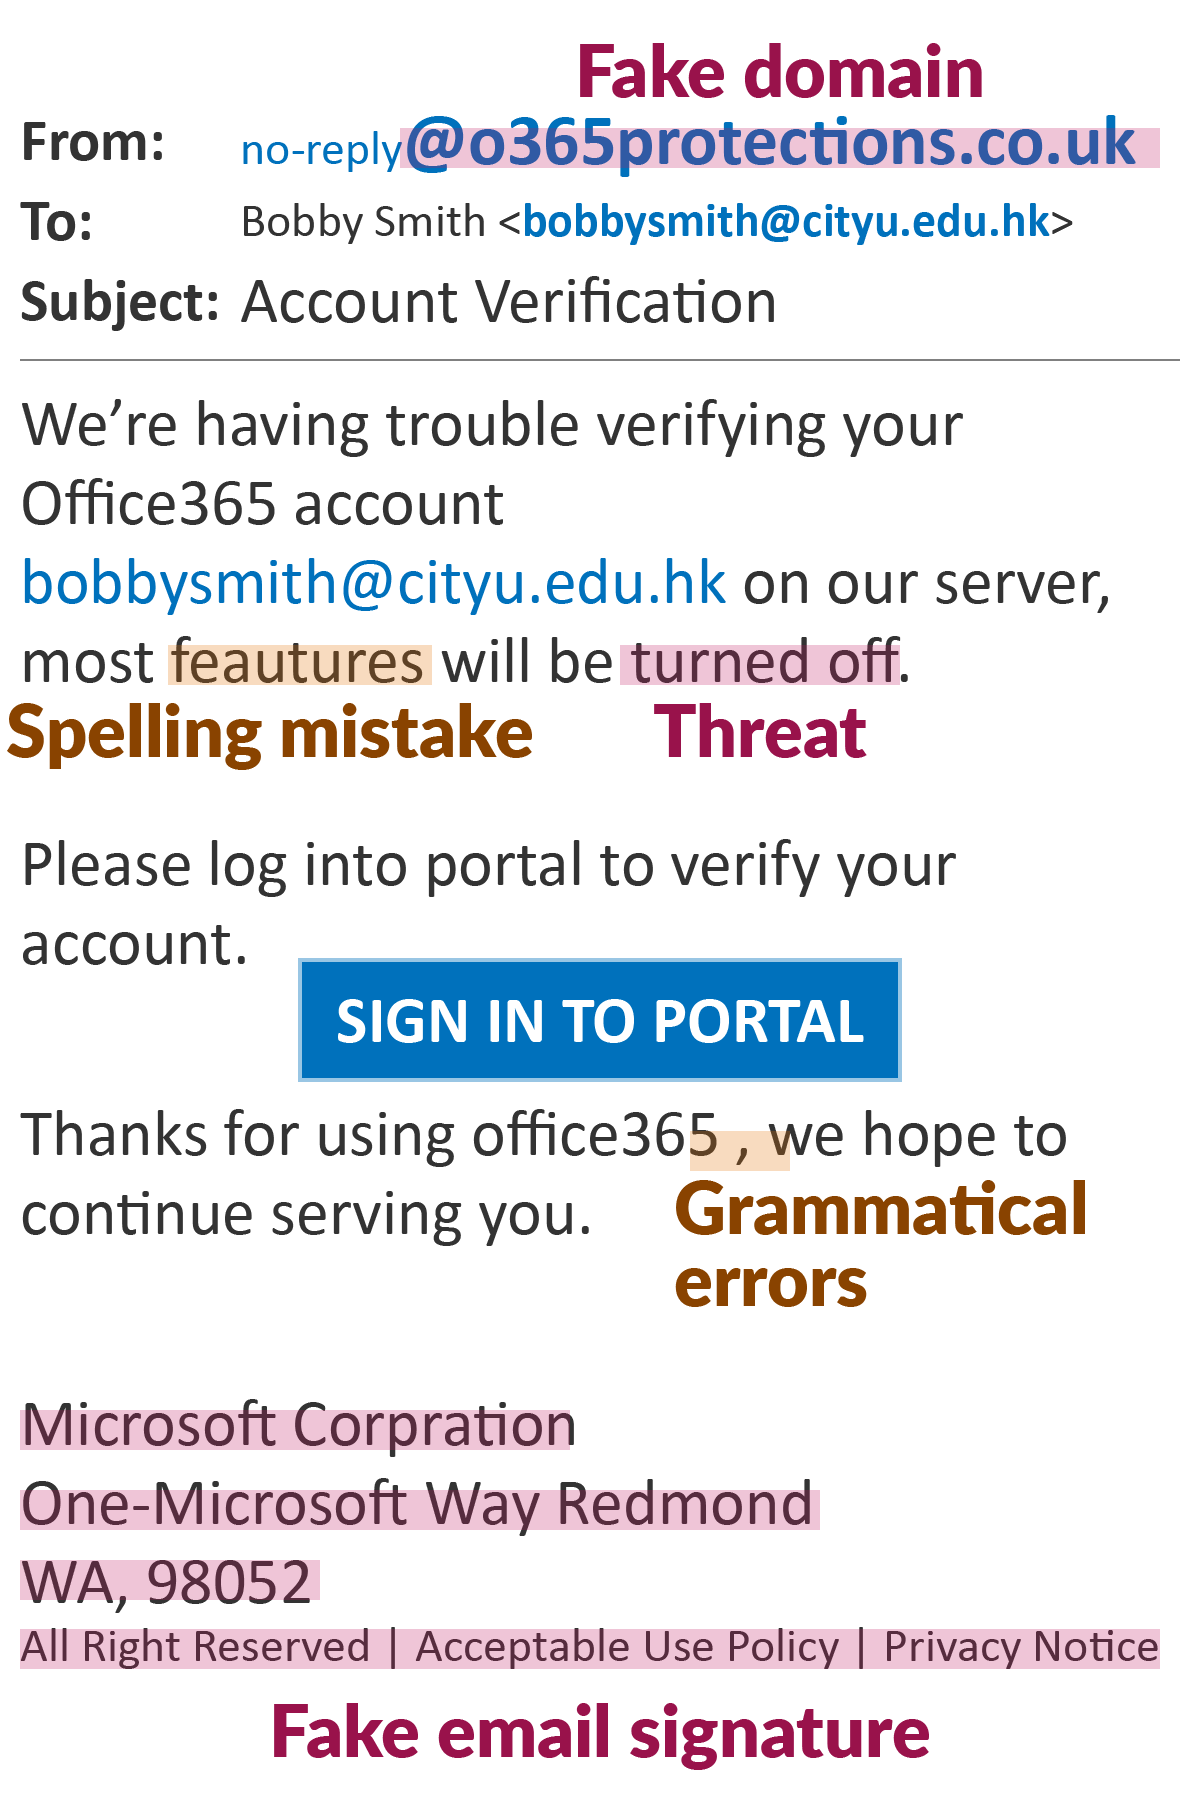 Fake domain
From: no-reply@o365protections.co.uk
To: Bobby Smith <bobbysmith@cityu.edu.hk>
Subject: Account Verification
We’re having trouble verifying your
Office365 account
bobbysmith@cityu.edu.hk on our server,
most feautures will be turned off.
Spelling mistake Threat
Please log into portal to verify your
account.
SIGN IN TO PORTAL
Thanks for using office365 , we hope to
continue serving you.
Grammatical
errors
Microsoft Corpration
One-Microsoft Way Redmond
WA, 98052
All Right Reserved | Acceptable Use Policy | Privacy Notice
Fake email signature